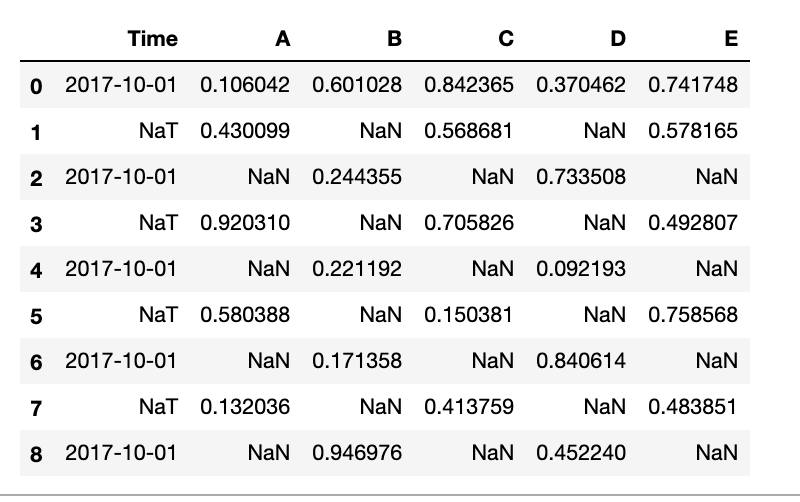 Time A B C D E
0 2017-10-01 0.106042 0.601028 0.842365 0.370462 0.741748
1 NaT 0.430099 NaN 0.568681 NaN 0.578165
2 2017-10-01 NaN 0.244355 NaN 0.733508 NaN
3 NaT 0.920310 NaN 0.705826 NaN 0.492807
4 2017-10-01 NaN 0.221192 NaN 0.092193 NaN
5 NaT 0.580388 NaN 0.150381 NaN 0.758568
6 2017-10-01 NaN 0.171358 NaN 0.840614 NaN
7 NaT 0.132036 NaN 0.413759 NaN 0.483851
8 2017-10-01 NaN 0.946976 NaN 0.452240 NaN